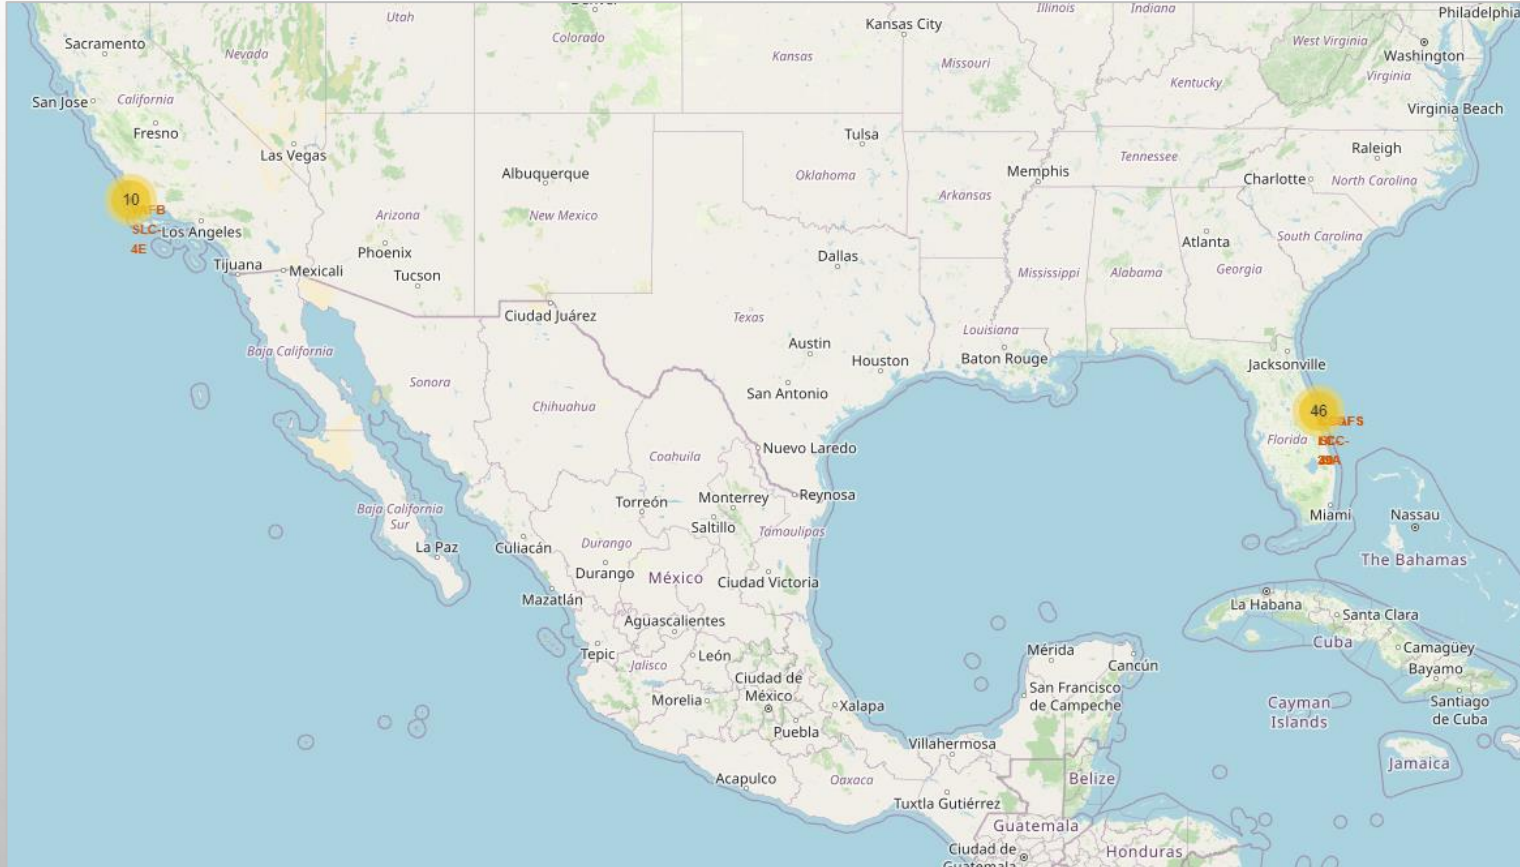 Philadelphia
Utah
Colorado
Kansas City
Illinois
Indiana
Sacramento
Nevada
Kansas
Missouri
West Virginia
Washington
Virginia
Kentucky
San Jose
California
Virginia Beach
Fresno
Las Vegas
Tulsa
Raleigh
Tennessee
Albuquerque
Oklahoma
Memphis
Charlotte
North Carolina
10
SLC-
4E
Los Angeles
Arizona
New Mexico
Arkansas
South Carolina
Phoenix
Dallas
Atlanta
Tijuana
Mexicali
Tucson
Mississippi
Alabama
Georgia
Ciudad Juárez
Texas
Louisiana
Baja California
Austin
Houston
Baton Rouge
Jacksonville
Sonora
San Antonio
Chihuahua
46
Florida
Nuevo Laredo
Coahuila
Torreón
Monterrey
Reynosa
Baja California
Sur
Saltillo
Tamaulipas
Miami
Nassau
La Paz
Culiacán
Durango
The Bahamas
Durango
México
Ciudad Victoria
Mazatlán
La Habana
Santa Clara
Aguascalientes
Cuba
Camagüey
Tepic
Jalisco
León
Mérida
Cancún
Bayamo
Ciudad de
México
San Francisco
de Campeche
Morelia
Xalapa
Cayman
Islands
Santiago
de Cuba
Puebla
Villahermosa
Jamaica
Acapulco
Oaxaca
Belize
Tuxtla Gutiérrez
Guatemala
Ciudad de
Guatemala
Honduras